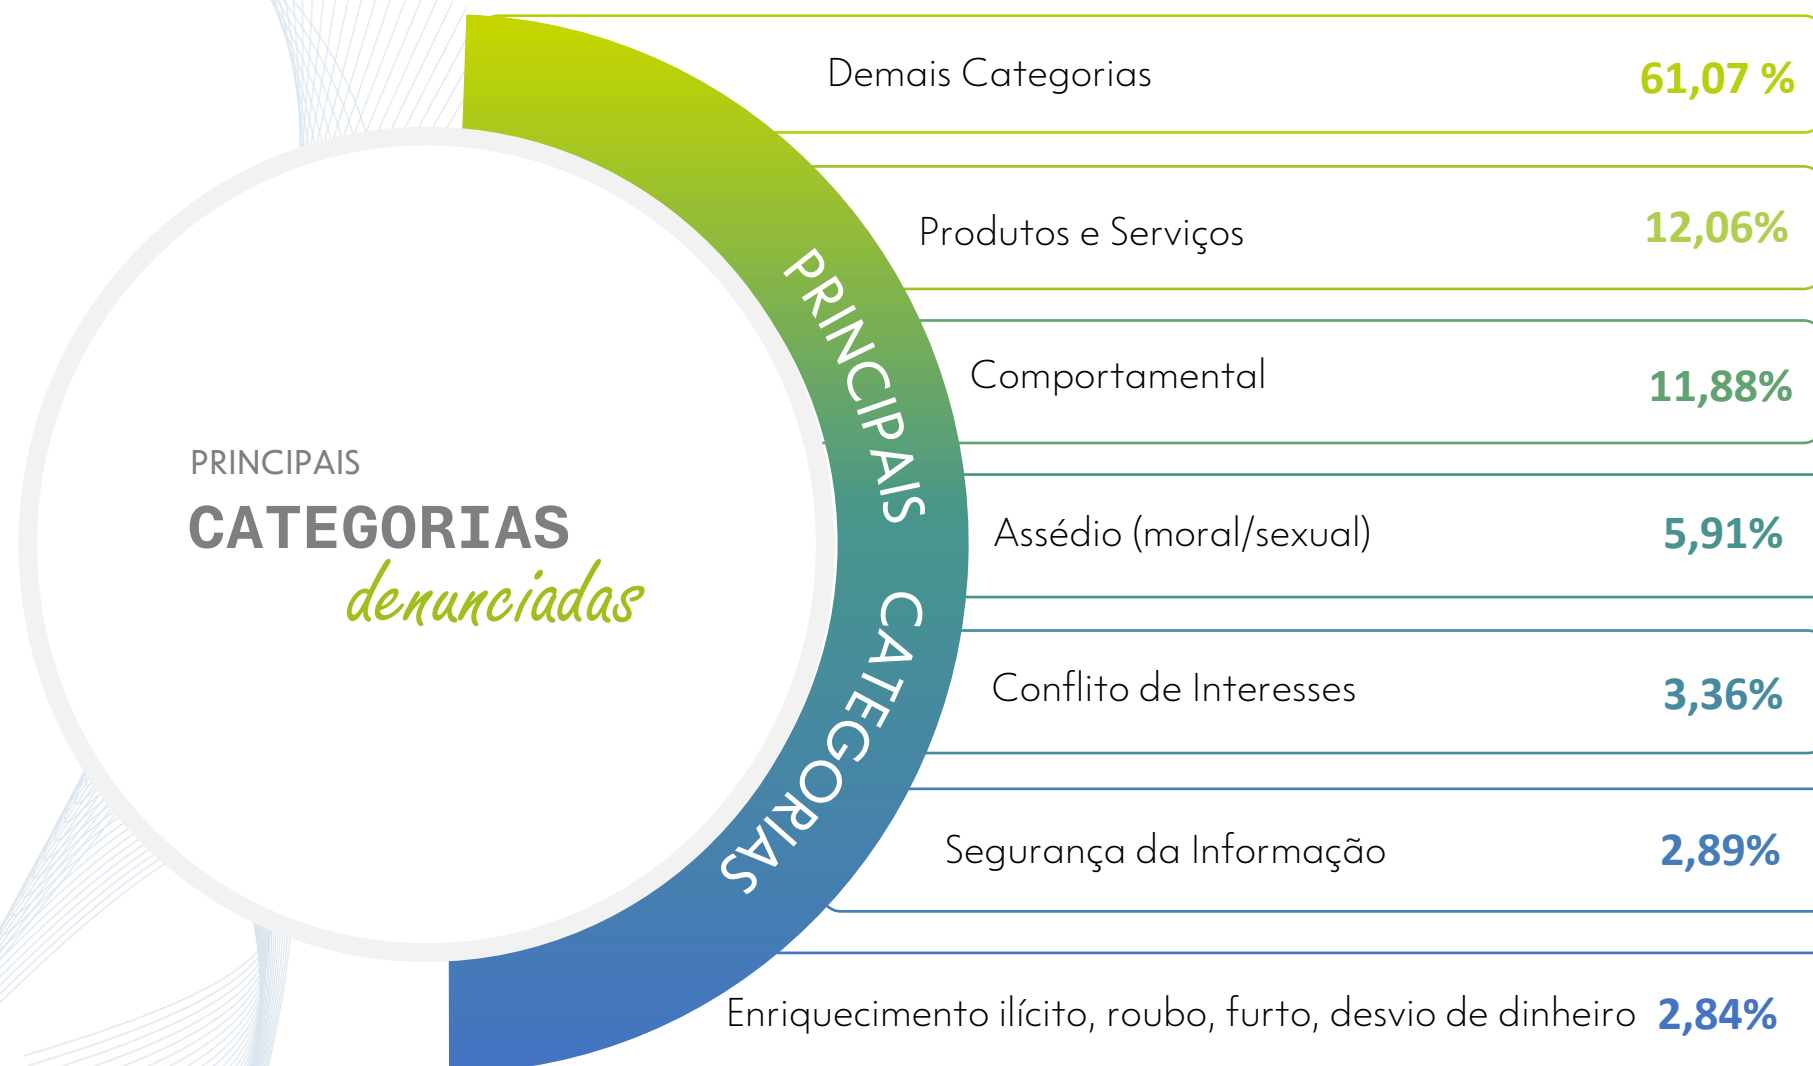 PRINCIPAIS
CATEGORIAS
denunciadas
PRINCIPAIS CATEGORIAS
Demais Categorias 61,07 %
Produtos e Serviços 12,06%
Comportamental 11,88%
Assédio (moral/sexual) 5,91%
Conflito de Interesses 3,36%
Segurança da Informação 2,89%
Enriquecimento ilícito, roubo, furto, desvio de dinheiro 2,84%